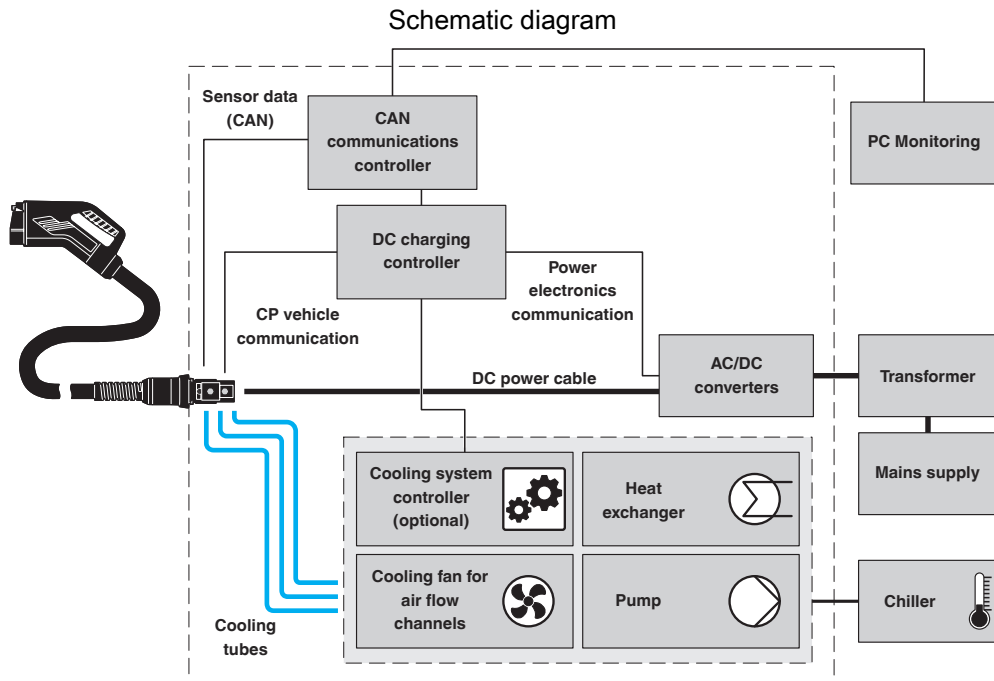 Schematic diagram
Sensor data
(CAN)
CAN
communications
controller
PC Monitoring
DC charging
controller
Power
electronics
communication
CP vehicle
communication
AC/DC
converters
Transformer
DC power cable
Mains supply
Cooling system
controller
(optional)
Heat
exchanger
Cooling fan for
air flow
channels
Pump
Chiller
Cooling
tubes